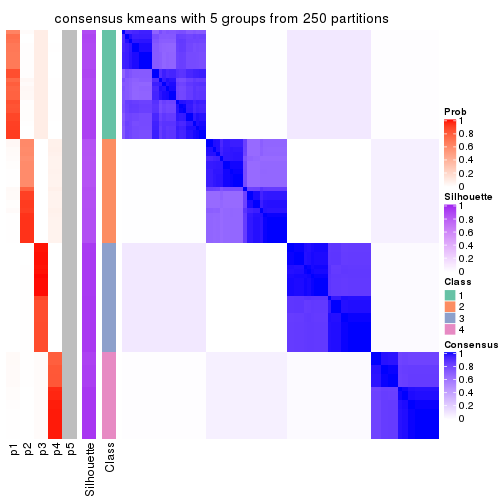 consensus kmeans with 5 groups from 250 partitions
Prob
1
0.8
0.6
0.4
0.2
0
Silhouette
1
0.8
0.6
0.4
0.2
0
Class
1
2
3
4
Consensus
1
0.8
0.6
0.4
0.2
0
p1
p2
p3
p4
p5
Silhouette
Class